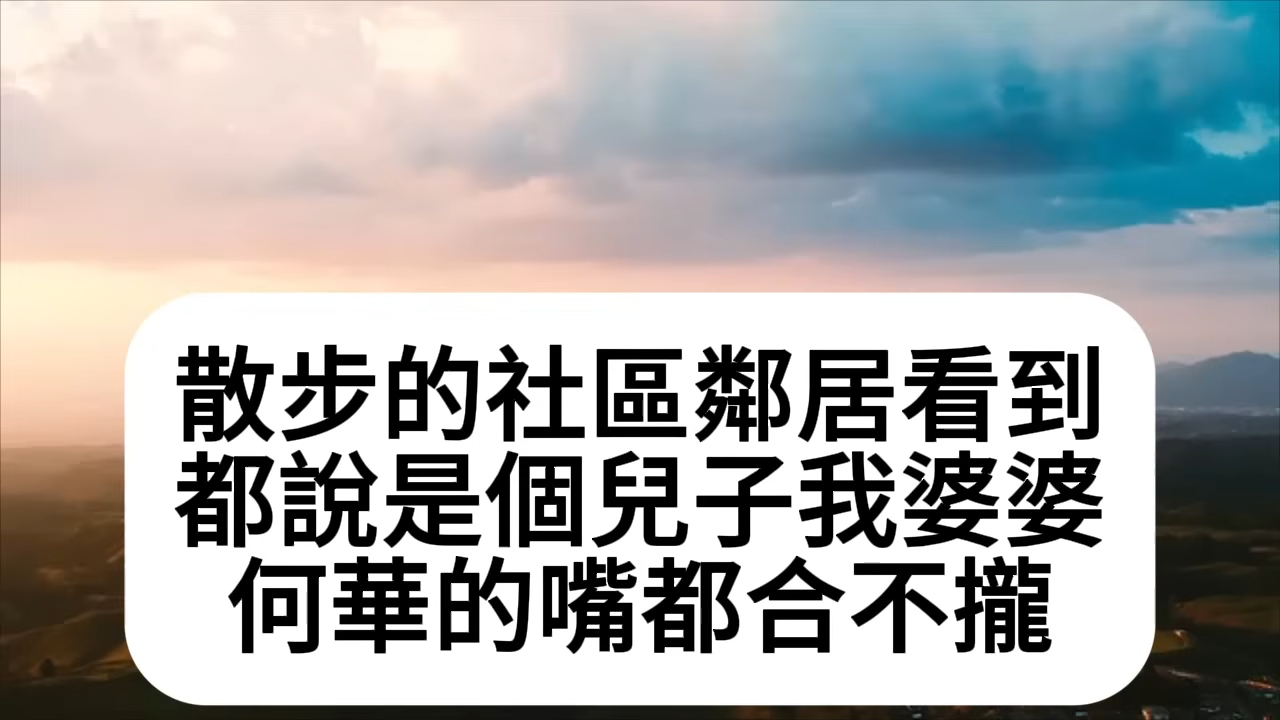 散步的社區鄰居看到
都說是個兒子我婆婆
何華的嘴都合不攏